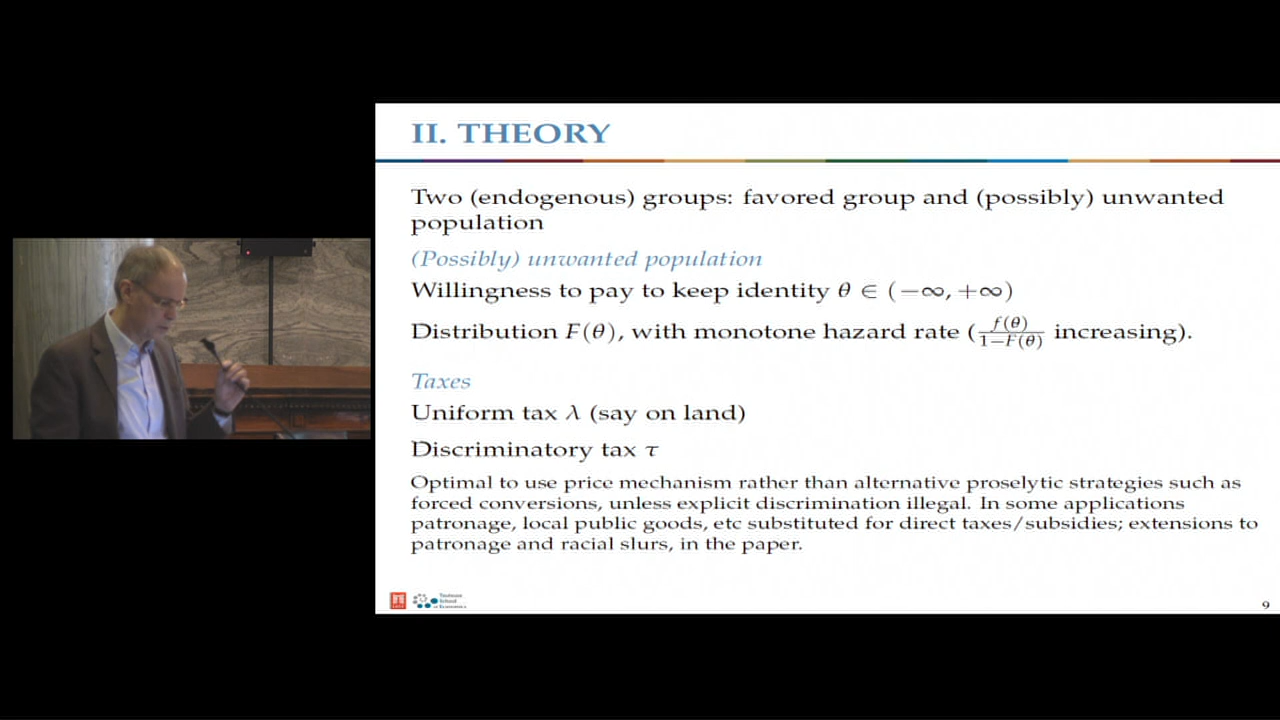 II. THEORY
Two (endogenous) groups: favored group and (possibly) unwanted
population
(Possibly) unwanted population
Willingness to pay to keep identity θ ∈ (−∞, +∞)
Distribution F(θ), with monotone hazard rate (f(θ)/1−F(θ) increasing).
Taxes
Uniform tax λ (say on land)
Discriminatory tax τ
Optimal to use price mechanism rather than alternative proselytic strategies such as
forced conversions, unless explicit discrimination illegal. In some applications
patronage, local public goods, etc substituted for direct taxes/subsidies; extensions to
patronage and racial slurs, in the paper.
Toulouse
School
of Economics
9